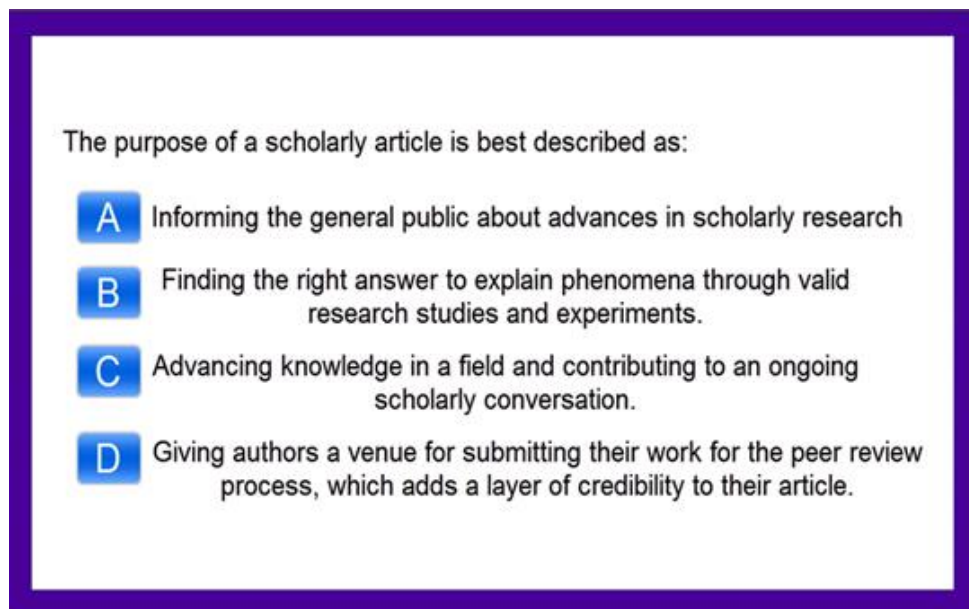 The purpose of a scholarly article is best described as:
A Informing the general public about advances in scholarly research
B Finding the right answer to explain phenomena through valid
research studies and experiments.
C Advancing knowledge in a field and contributing to an ongoing
scholarly conversation.
D Giving authors a venue for submitting their work for the peer review
process, which adds a layer of credibility to their article.